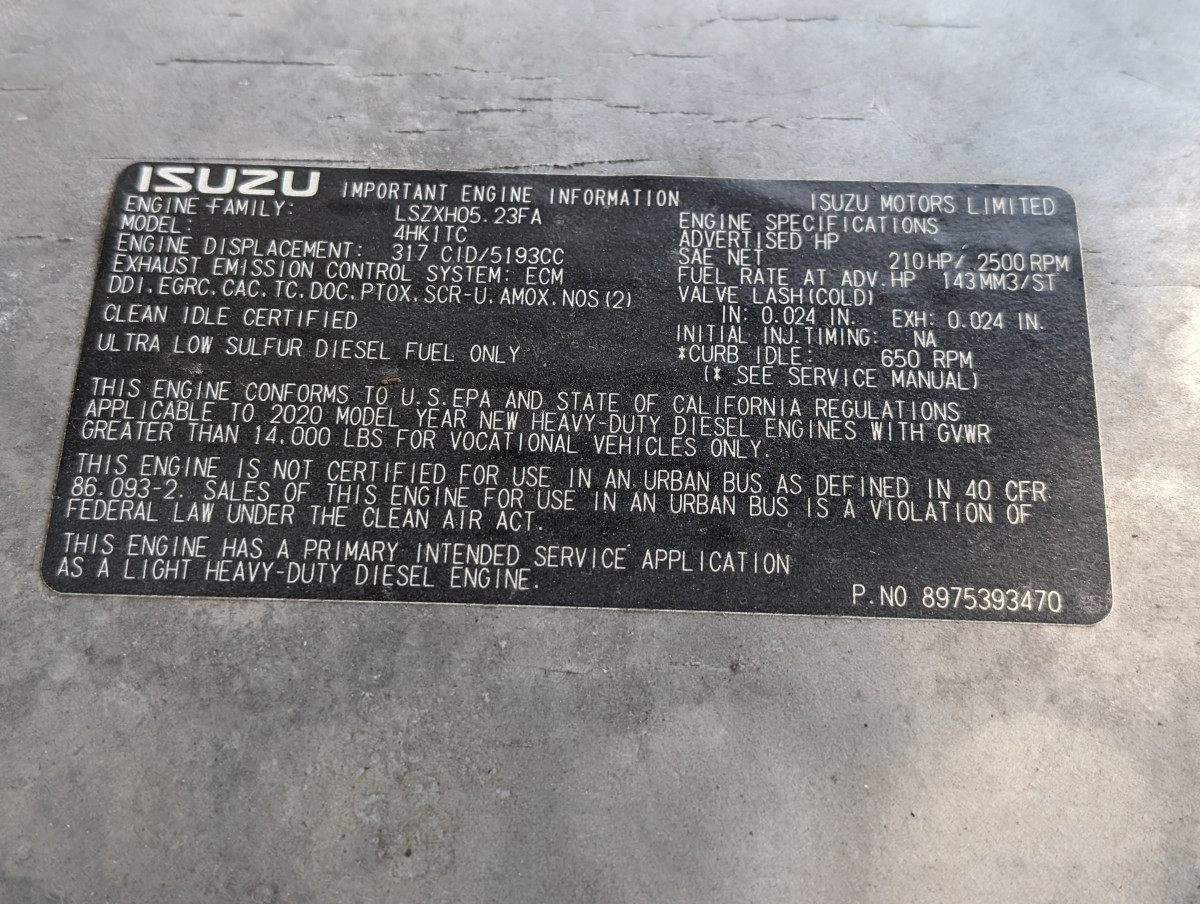 ISUZU IMPORTANT ENGINE INFORMATION ISUZU MOTORS LIMITED
ENGINE FAMILY: LSZXH05.23FA
MODEL: 4HK1TC
ENGINE DISPLACEMENT: 317 CID/5193CC
EXHAUST EMISSION CONTROL SYSTEM: ECM
DDI.EGRC.CAC.TC.DOC.PTOX.SCR-U.AMOX.NOS(2)
CLEAN IDLE CERTIFIED
ULTRA LOW SULFUR DIESEL FUEL ONLY
ENGINE SPECIFICATIONS
ADVERTISED HP
SAE NET 210HP/.2500RPM
FUEL RATE AT ADV.HP 143MM3/ST
VALVE LASH(COLD)
IN: 0.024 IN. EXH: 0.024 IN.
INITIAL INJ.TIMING: NA
*CURB IDLE: 650 RPM
(* SEE SERVICE MANUAL)
THIS ENGINE CONFORMS TO U.S.EPA AND STATE OF CALIFORNIA REGULATIONS
APPLICABLE TO 2020 MODEL YEAR NEW HEAVY-DUTY DIESEL ENGINES WITH GVWR
GREATER THAN 14.000 LBS FOR VOCATIONAL VEHICLES ONLY.
THIS ENGINE IS NOT CERTIFIED FOR USE IN AN URBAN BUS AS DEFINED IN 40 CFR
86.093-2. SALES OF THIS ENGINE FOR USE IN AN URBAN BUS IS A VIOLATION OF
FEDERAL LAW UNDER THE CLEAN AIR ACT.
THIS ENGINE HAS A PRIMARY INTENDED SERVICE APPLICATION
AS A LIGHT HEAVY-DUTY DIESEL ENGINE.
P.NO 8975393470